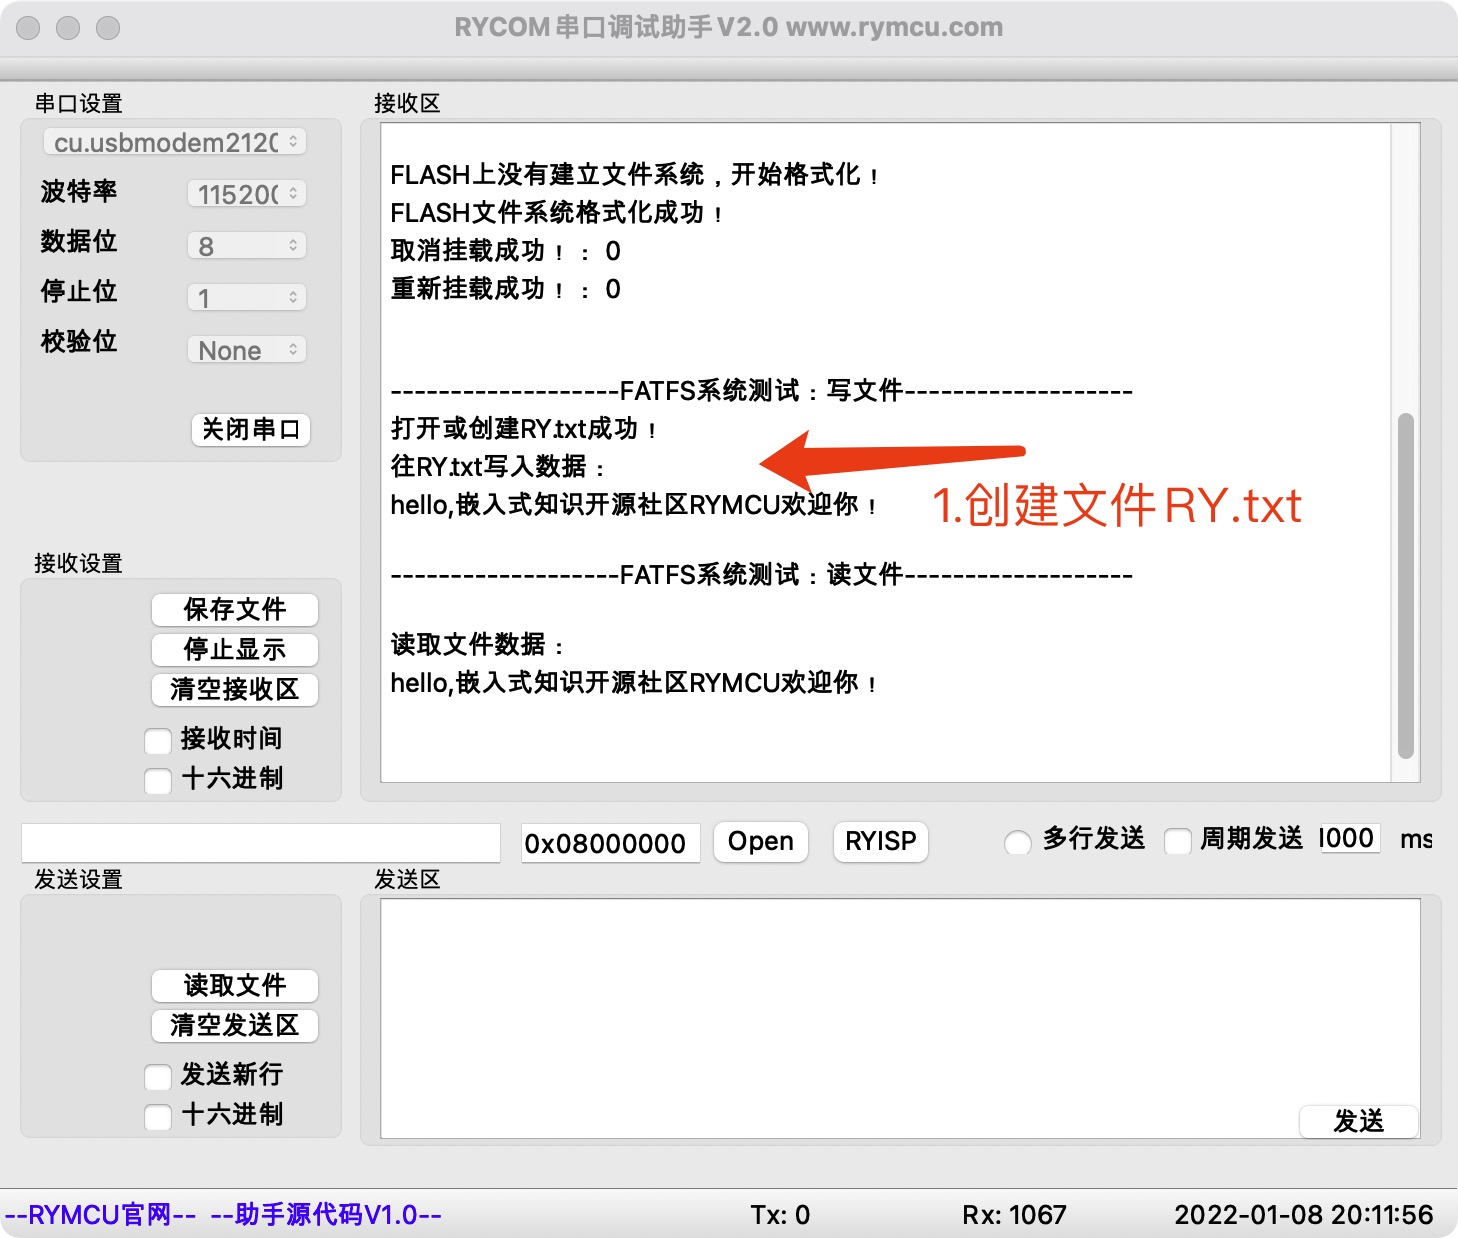 RYCOM串口调试助手V2.0 www.rymcu.com
串口设置
cu.usbmodem2120
波特率 115200
数据位 8
停止位 1
校验位 None
关闭串口
接收区
FLASH上没有建立文件系统，开始格式化！
FLASH文件系统格式化成功！
取消挂载成功！：0
重新挂载成功！：0
-------------------FATFS系统测试：写文件-------------------
打开或创建RY.txt成功！
往RY.txt写入数据：
hello,嵌入式知识开源社区RYMCU欢迎你！
1.创建文件RY.txt
-------------------FATFS系统测试：读文件-------------------
读取文件数据：
hello,嵌入式知识开源社区RYMCU欢迎你！
接收设置
保存文件
停止显示
清空接收区
接收时间
十六进制
0x08000000 Open RYISP 多行发送 周期发送 1000 ms
发送设置
读取文件
清空发送区
发送新行
十六进制
发送区
发送
--RYMCU官网-- --助手源代码V1.0-- Tx: 0 Rx: 1067 2022-01-08 20:11:56